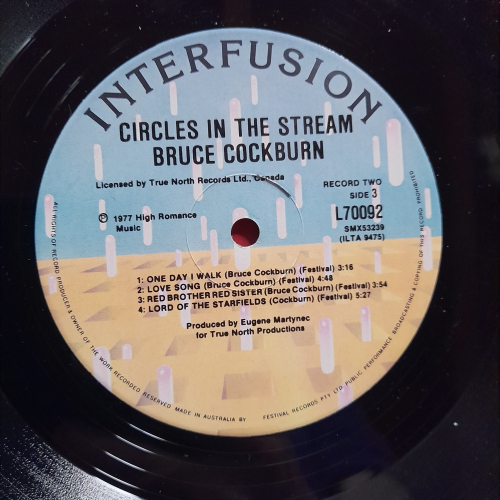 INTERFUSION
CIRCLES IN THE STREAM
BRUCE COCKBURN
Licensed by True North Records Ltd., Canada
RECORD TWO
SIDE 3
L70092
SMX53239
(ILTA 9475)
℗ 1977 High Romance
Music
1: ONE DAY I WALK (Bruce Cockburn) (Festival) 3:16
2: LOVE SONG (Bruce Cockburn) (Festival) 4:48
3: RED BROTHER RED SISTER (Bruce Cockburn) (Festival) 3:54
4: LORD OF THE STARFIELDS (Cockburn) (Festival) 5:27
Produced by Eugene Martynec
for True North Productions
ALL RIGHTS OF RECORD PRODUCER & OWNER OF THE WORK RECORDED RESERVED MADE IN AUSTRALIA BY FESTIVAL RECORDS PTY LTD. PUBLIC PERFORMANCE BROADCASTING & COPYING OF THIS RECORD PROHIBITED